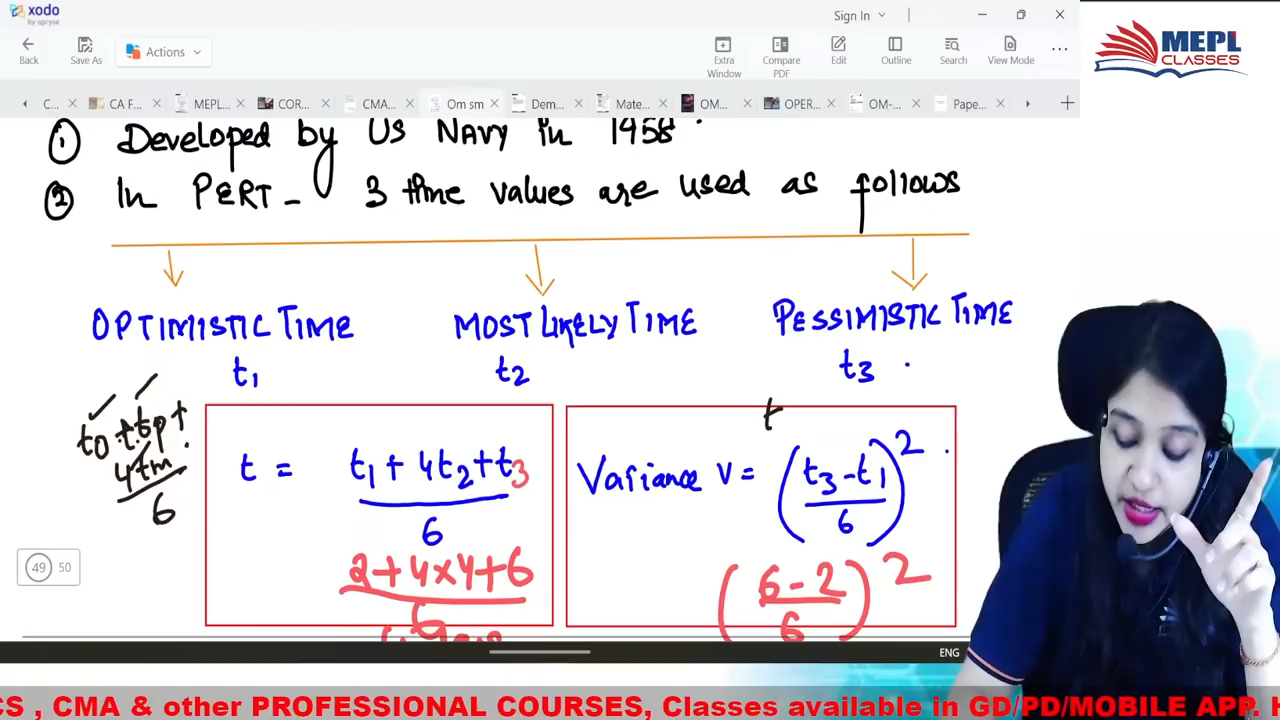 xodo
by apryse
Sign In
Back
Save As
Actions
Extra Window
Compare PDF
Edit
Outline
Search
View Mode
C...
CA F...
MEPL...
COR...
CMA...
Om sm
Dem...
Mate...
OM...
OPER...
OM-...
Pape...
MEPL
CLASSES
① Developed by US NAVY in 1958.
② In PERT - 3 time values are used as follows
OPTIMISTIC TIME
MOST LIKELY TIME
PESSIMISTIC TIME
t1
t2
t3
to + tp +
4tm
6
t = t1 + 4t2 + t3
6
2+4×4+6
6
t
Variance V = (t3 - t1)2
6
(6-2)2
6
49 50
ENG
CS , CMA & other PROFESSIONAL COURSES, Classes available in GD/PD/MOBILE APP.